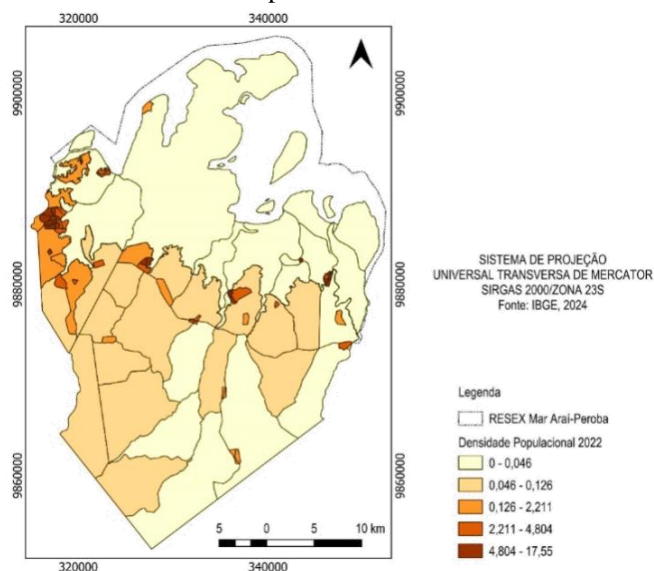 320000
340000
9900000
9900000
9880000
9880000
9860000
9860000
SISTEMA DE PROJEÇÃO
UNIVERSAL TRANSVERSA DE MERCATOR
SIRGAS 2000/ZONA 23S
Fonte: IBGE, 2024
Legenda
RESEX Mar Arai-Peroba
Densidade Populacional 2022
0 - 0,046
0,046 - 0,126
0,126 - 2,211
2,211 - 4,804
4,804 - 17,55
5 0 5 10 km
320000
340000